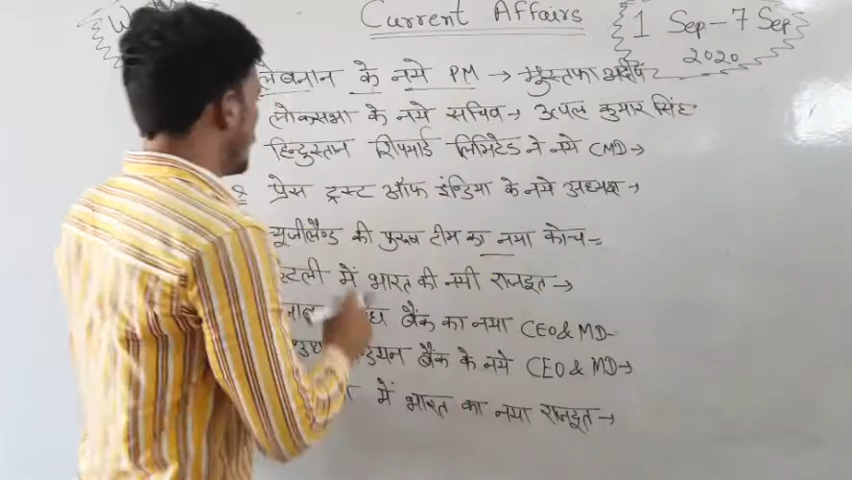 Current Affairs
1 Sep-7 Sep
2020
लेबनान के नये PM → मुस्तफा अदीप
लोकसभा के नये सचिव → उत्पल कुमार सिंह
हिन्दुस्तान शिपयार्ड लिमिटेड ने नये CMD →
प्रेस ट्रस्ट ऑफ इंडिया के नये अध्यक्ष →
न्यूजीलैण्ड की पुरुष टीम का नया कोच =
में भारत की नयी राजदूत →
बैंक का नया CEO & MD-
बैंक के नये CEO & MD →
में भारत का नया राजदूत →